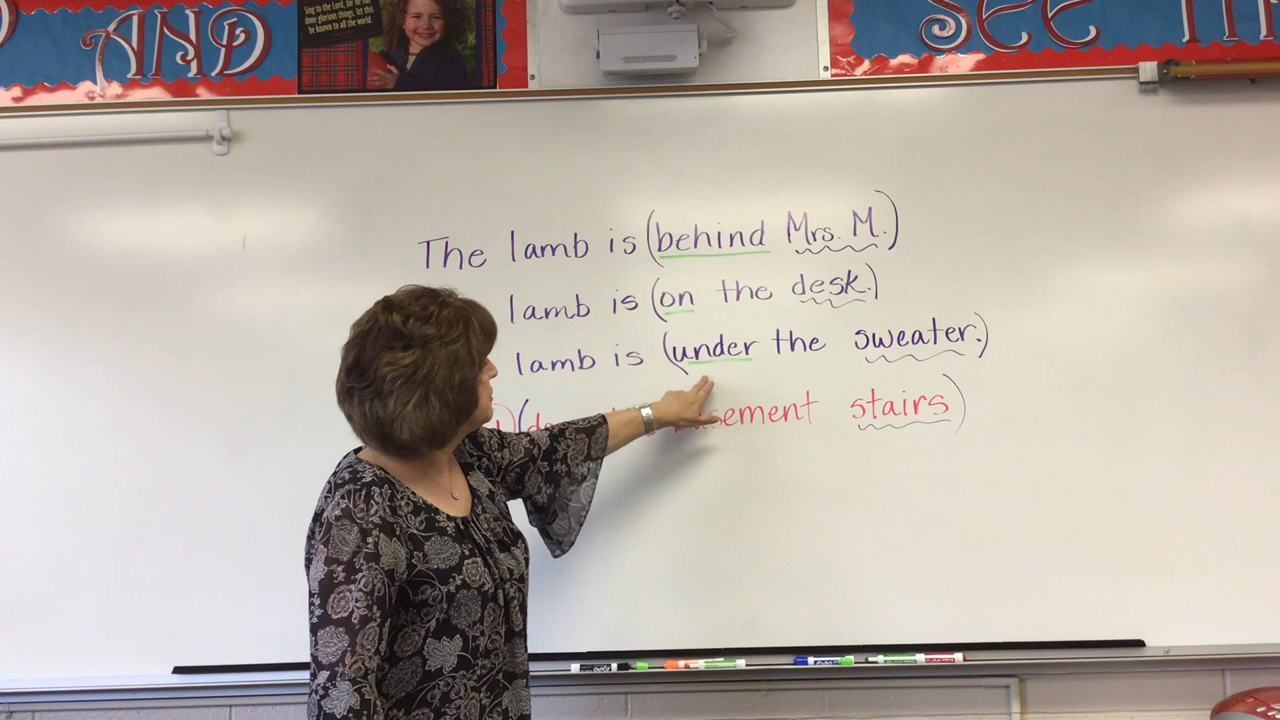 AND
Sing to the Lord, for he has
done glorious things, let this
be known to all the world.
SEE
The lamb is (behind Mrs. M.)
lamb is (on the desk.)
lamb is (under the sweater.)
stairs)